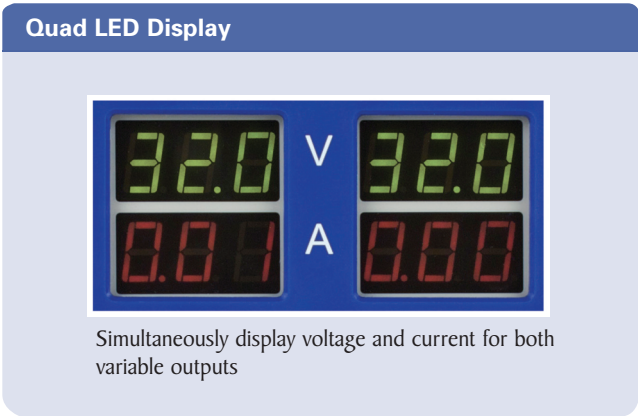 Quad LED Display
32.0 V 32.0
0.01 A 0.00
Simultaneously display voltage and current for both
variable outputs